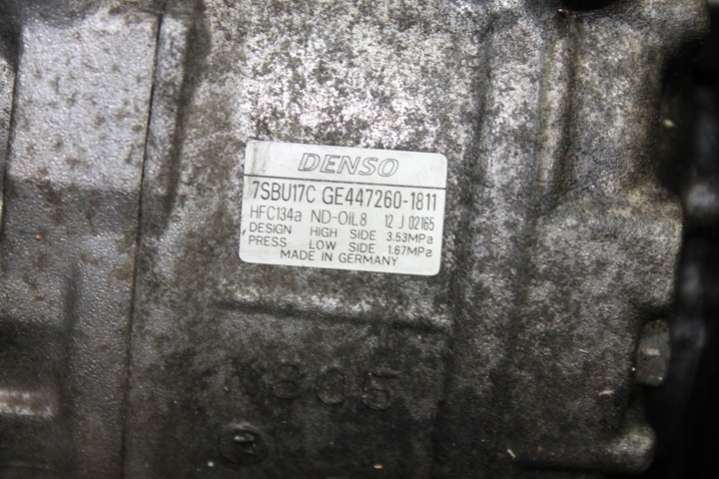 DENSO
7SBU17C GE447260-1811
HFC134a ND-OIL8 12 J 02165
DESIGN HIGH SIDE 3.53MPa
PRESS LOW SIDE 1.67MPa
MADE IN GERMANY
805